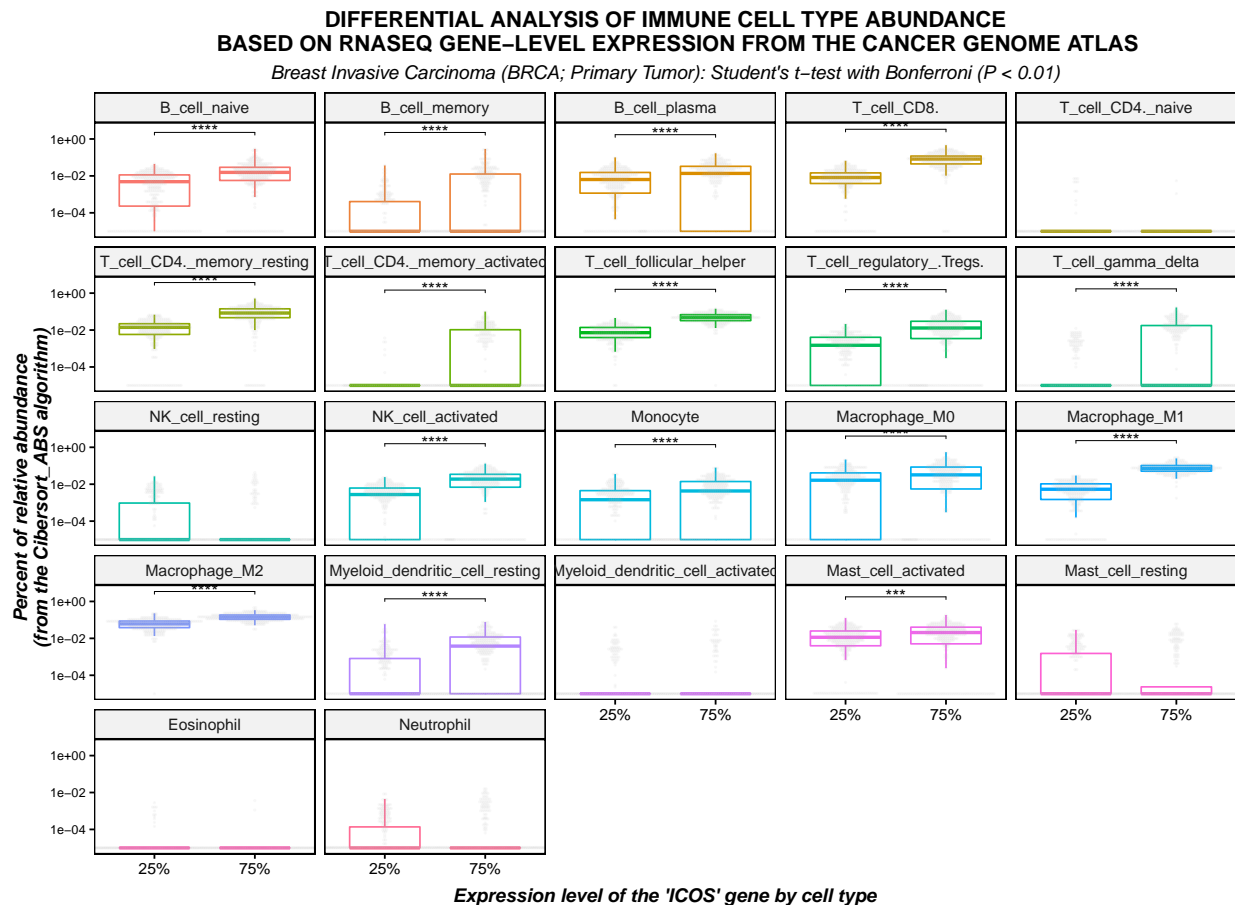 DIFFERENTIAL ANALYSIS OF IMMUNE CELL TYPE ABUNDANCE
BASED ON RNASEQ GENE−LEVEL EXPRESSION FROM THE CANCER GENOME ATLAS
Breast Invasive Carcinoma (BRCA; Primary Tumor): Student's t−test with Bonferroni (P < 0.01)
Percent of relative abundance
(from the Cibersort_ABS algorithm)
B_cell_naive B_cell_memory B_cell_plasma T_cell_CD8. T_cell_CD4._naive
**** **** **** ****
1e+00
1e−02
1e−04
T_cell_CD4._memory_resting T_cell_CD4._memory_activated T_cell_follicular_helper T_cell_regulatory_.Tregs. T_cell_gamma_delta
**** **** **** **** ****
1e+00
1e−02
1e−04
NK_cell_resting NK_cell_activated Monocyte Macrophage_M0 Macrophage_M1
**** **** **** ****
1e+00
1e−02
1e−04
Macrophage_M2 Myeloid_dendritic_cell_resting Myeloid_dendritic_cell_activated Mast_cell_activated Mast_cell_resting
**** **** ***
1e+00
1e−02
1e−04
25% 75% 25% 75% 25% 75%
Eosinophil Neutrophil
1e+00
1e−02
1e−04
25% 75% 25% 75%
Expression level of the 'ICOS' gene by cell type